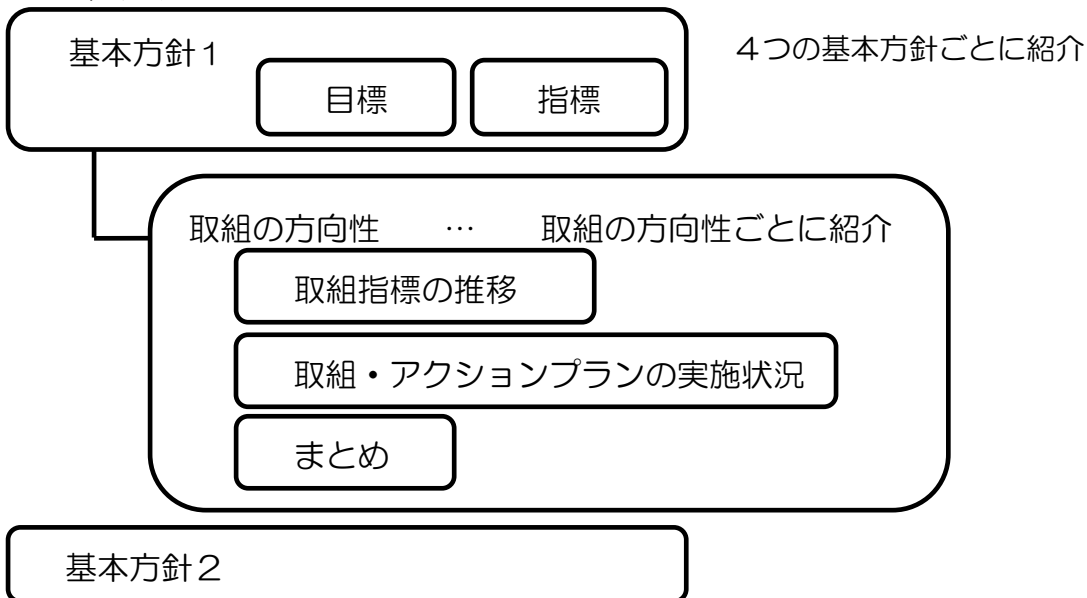 基本方針１
４つの基本方針ごとに紹介
目標
指標
取組の方向性　　…　　取組の方向性ごとに紹介
取組指標の推移
取組・アクションプランの実施状況
まとめ
基本方針２